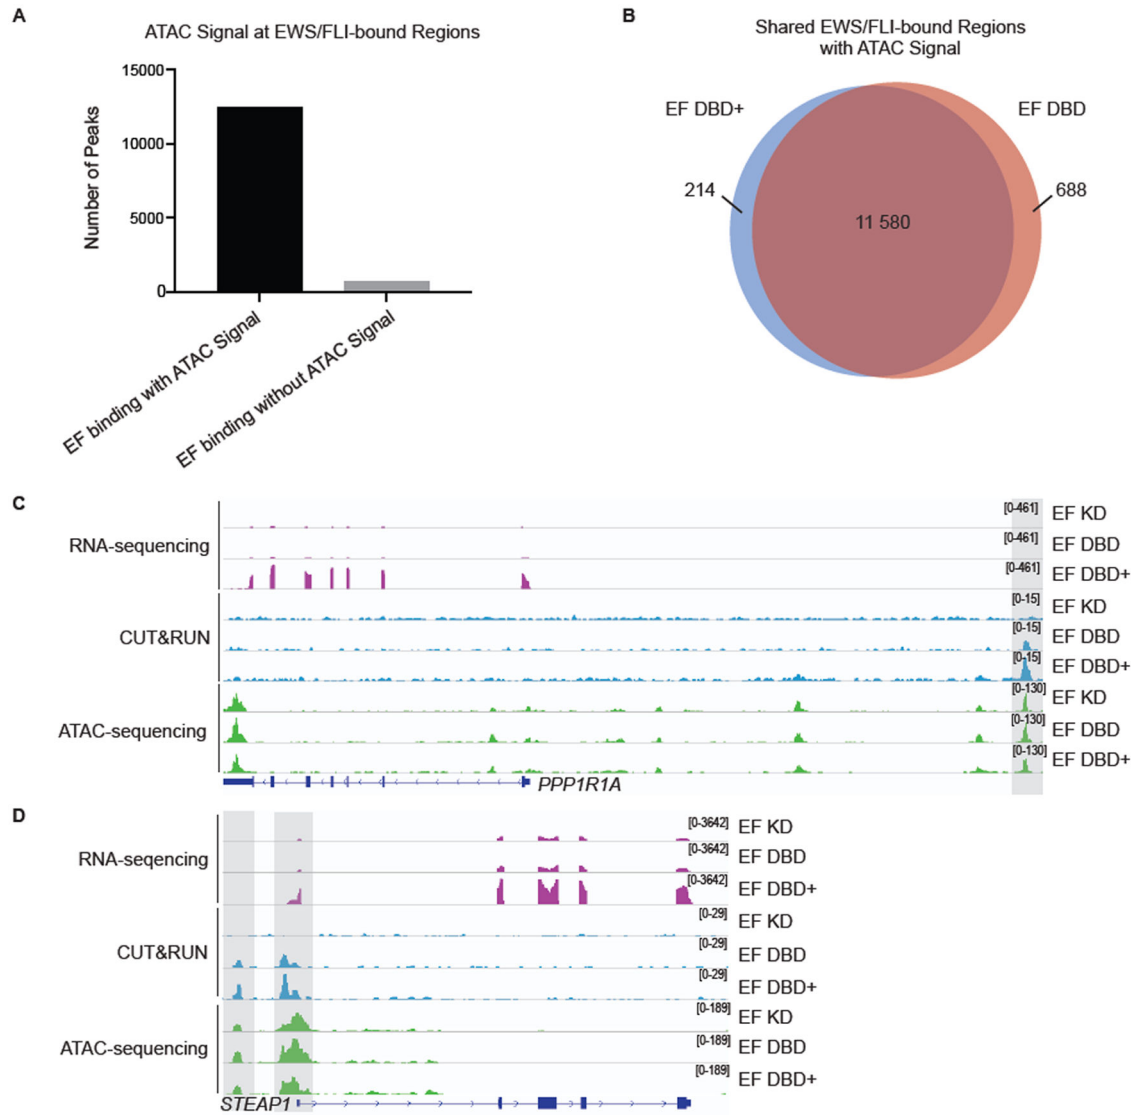 A
ATAC Signal at EWS/FLI-bound Regions
Number of Peaks
15000
10000
5000
0
EF binding with ATAC Signal
EF binding without ATAC Signal
B
Shared EWS/FLI-bound Regions
with ATAC Signal
EF DBD+
EF DBD
214
11 580
688
C
RNA-sequencing
[0-461] EF KD
[0-461] EF DBD
[0-461] EF DBD+
CUT&RUN
[0-15] EF KD
[0-15] EF DBD
[0-15] EF DBD+
ATAC-sequencing
[0-130] EF KD
[0-130] EF DBD
[0-130] EF DBD+
PPP1R1A
D
RNA-seqencing
[0-3642] EF KD
[0-3642] EF DBD
[0-3642] EF DBD+
CUT&RUN
[0-29] EF KD
[0-29] EF DBD
[0-29] EF DBD+
ATAC-sequencing
[0-189] EF KD
[0-189] EF DBD
[0-189] EF DBD+
STEAP1